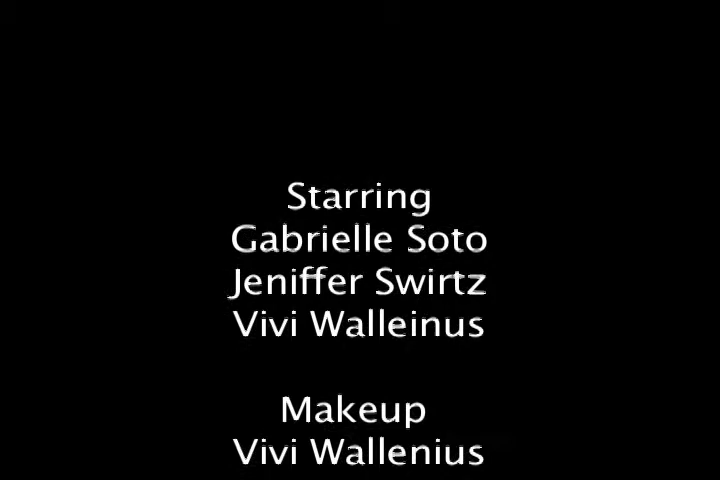 Starring
Gabrielle Soto
Jeniffer Swirtz
Vivi Walleinus
Makeup
Vivi Wallenius